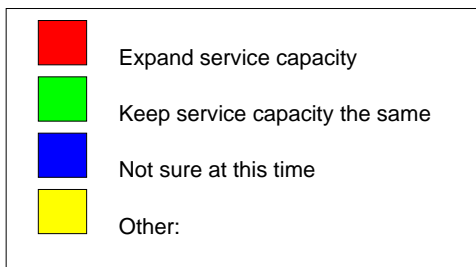 Expand service capacity
Keep service capacity the same
Not sure at this time
Other: